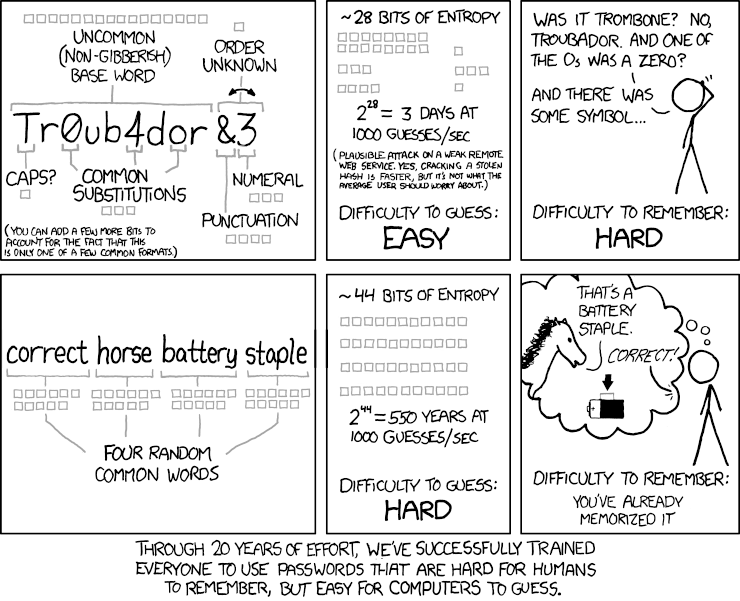 UNCOMMON
(NON-GIBBERISH)
BASE WORD
ORDER
UNKNOWN
Tr0ub4dor &3
CAPS?
COMMON
SUBSTITUTIONS
NUMERAL
PUNCTUATION
(YOU CAN ADD A FEW MORE BITS TO
ACCOUNT FOR THE FACT THAT THIS
IS ONLY ONE OF A FEW COMMON FORMATS.)
~28 BITS OF ENTROPY
2^28 = 3 DAYS AT
1000 GUESSES/SEC
(PLAUSIBLE ATTACK ON A WEAK REMOTE
WEB SERVICE. YES, CRACKING A STOLEN
HASH IS FASTER, BUT IT'S NOT WHAT THE
AVERAGE USER SHOULD WORRY ABOUT.)
DIFFICULTY TO GUESS:
EASY
WAS IT TROMBONE? NO,
TROUBADOR. AND ONE OF
THE Os WAS A ZERO?
AND THERE WAS
SOME SYMBOL...
DIFFICULTY TO REMEMBER:
HARD
correct horse battery staple
FOUR RANDOM
COMMON WORDS
~44 BITS OF ENTROPY
2^44 = 550 YEARS AT
1000 GUESSES/SEC
DIFFICULTY TO GUESS:
HARD
THAT'S A
BATTERY
STAPLE.
CORRECT!
+
DIFFICULTY TO REMEMBER:
YOU'VE ALREADY
MEMORIZED IT
THROUGH 20 YEARS OF EFFORT, WE'VE SUCCESSFULLY TRAINED
EVERYONE TO USE PASSWORDS THAT ARE HARD FOR HUMANS
TO REMEMBER, BUT EASY FOR COMPUTERS TO GUESS.